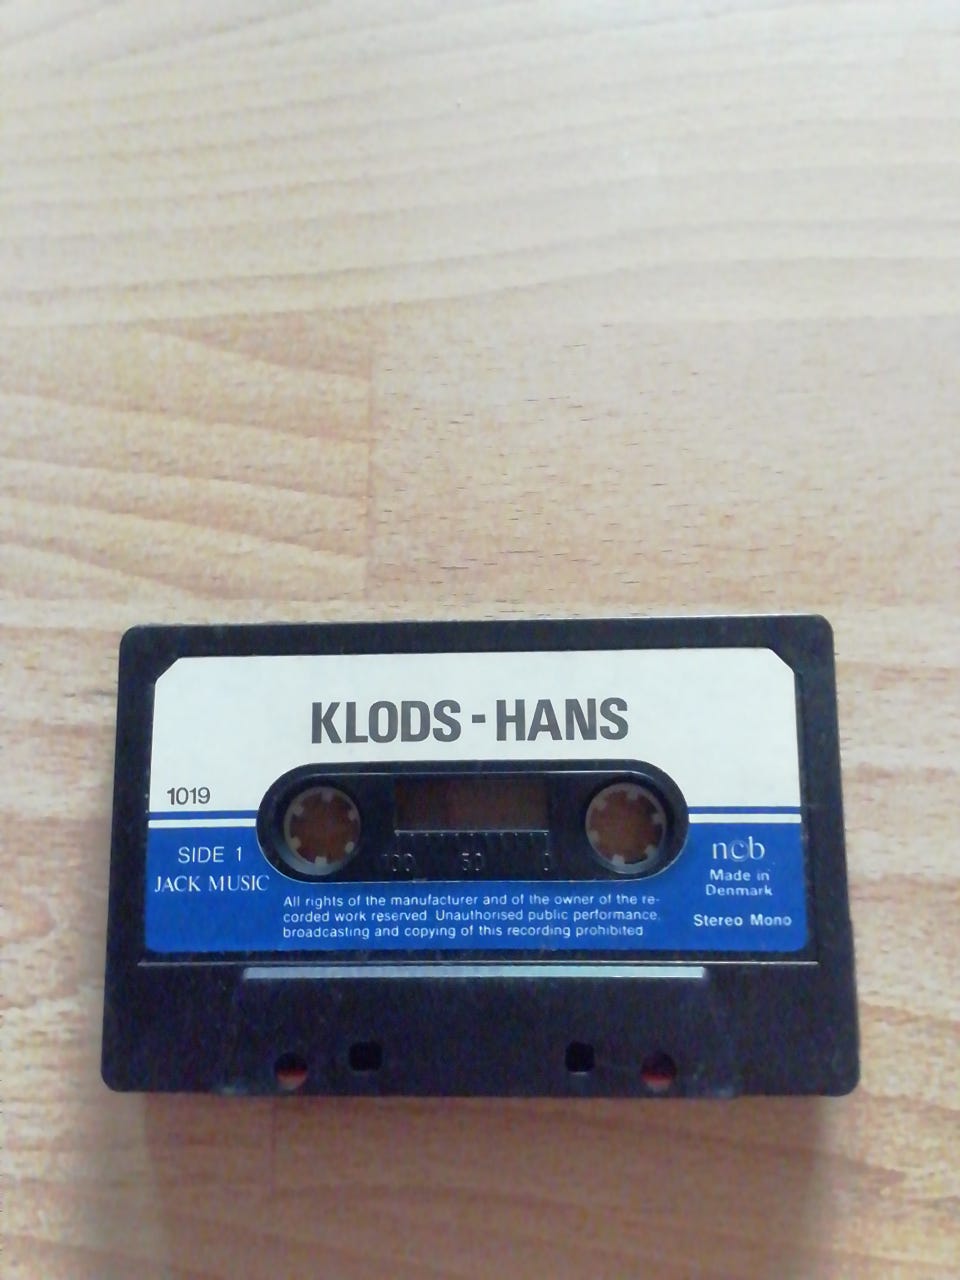 KLODS - HANS
1019
SIDE 1
JACK MUSIC
100 50 0
All rights of the manufacturer and of the owner of the re-
corded work reserved. Unauthorised public performance,
broadcasting and copying of this recording prohibited
ncb
Made in
Denmark
Stereo Mono